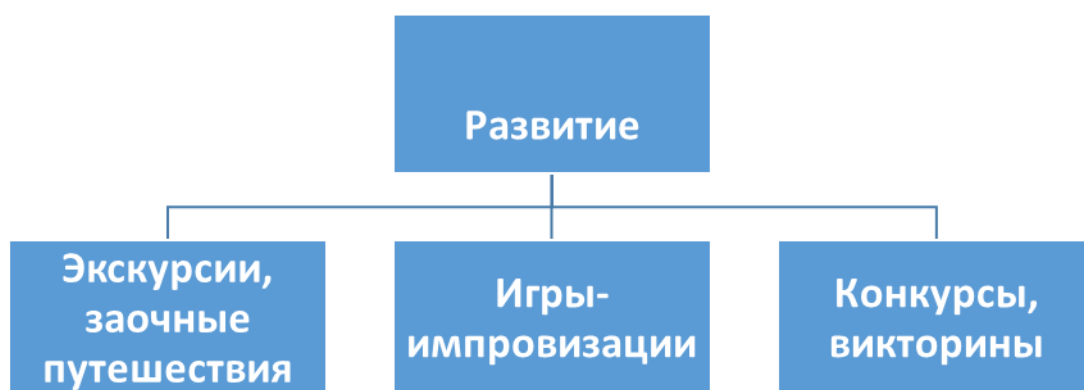 Развитие
Экскурсии,
заочные
путешествия
Игры-
импровизации
Конкурсы,
викторины